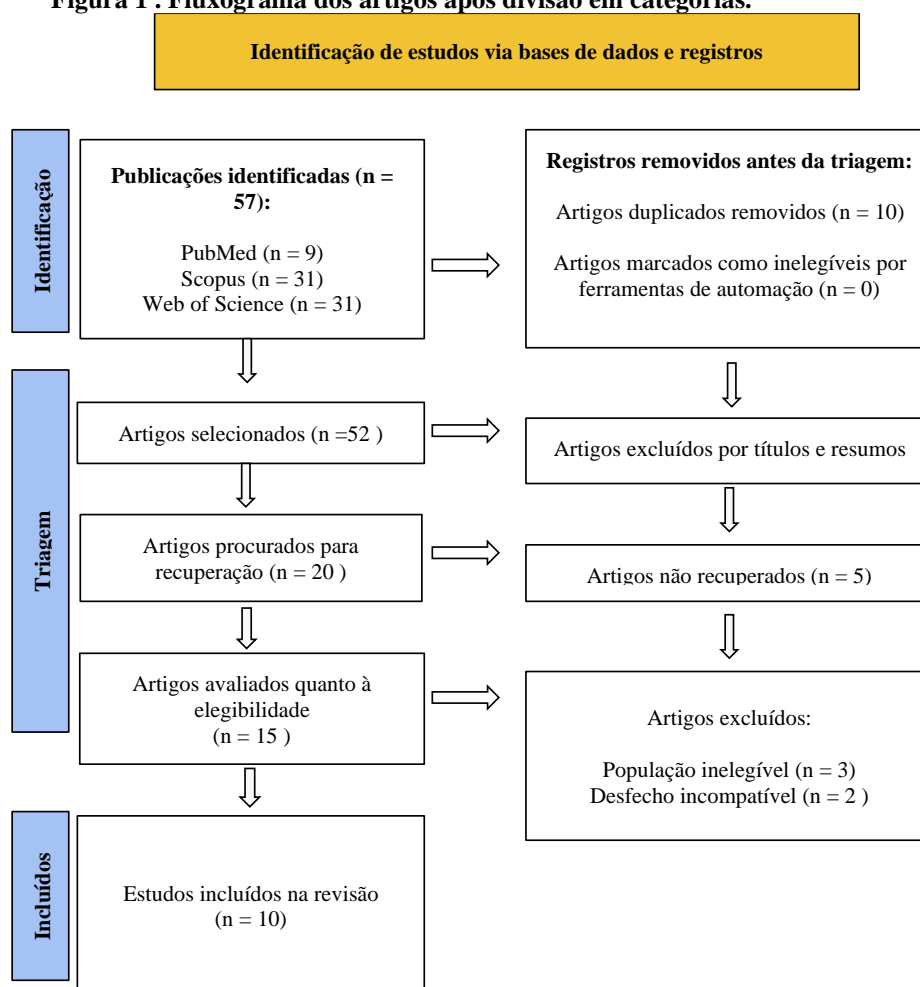 Figura 1 . Fluxograma dos artigos após divisão em categorias.
Identificação de estudos via bases de dados e registros
Identificação
Publicações identificadas (n =
57):
PubMed (n = 9)
Scopus (n = 31)
Web of Science (n = 31)
Registros removidos antes da triagem:
Artigos duplicados removidos (n = 10)
Artigos marcados como inelegíveis por
ferramentas de automação (n = 0)
Triagem
Artigos selecionados (n =52 )
Artigos excluídos por títulos e resumos
Artigos procurados para
recuperação (n = 20 )
Artigos não recuperados (n = 5)
Artigos avaliados quanto à
elegibilidade
(n = 15 )
Artigos excluídos:
População inelegível (n = 3)
Desfecho incompatível (n = 2 )
Incluídos
Estudos incluídos na revisão
(n = 10)